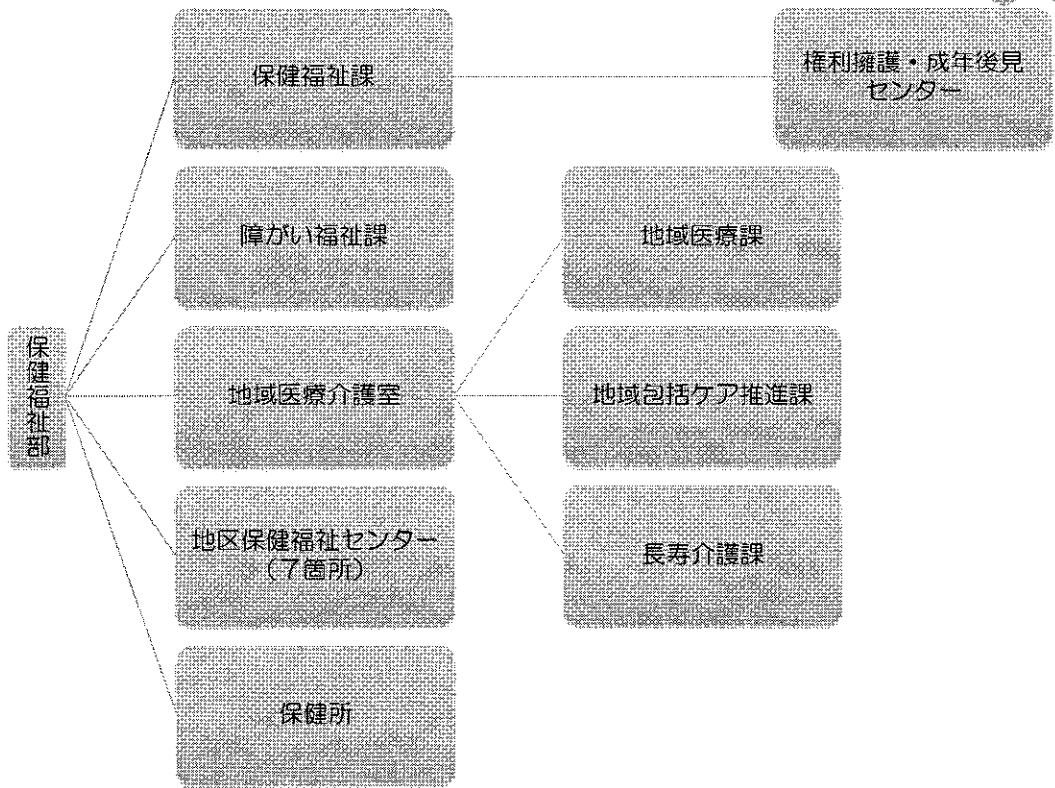 保健福祉部
保健福祉課
権利擁護・成年後見
センター
障がい福祉課
地域医療課
地域医療介護室
地域包括ケア推進課
地区保健福祉センター
(7箇所)
長寿介護課
保健所